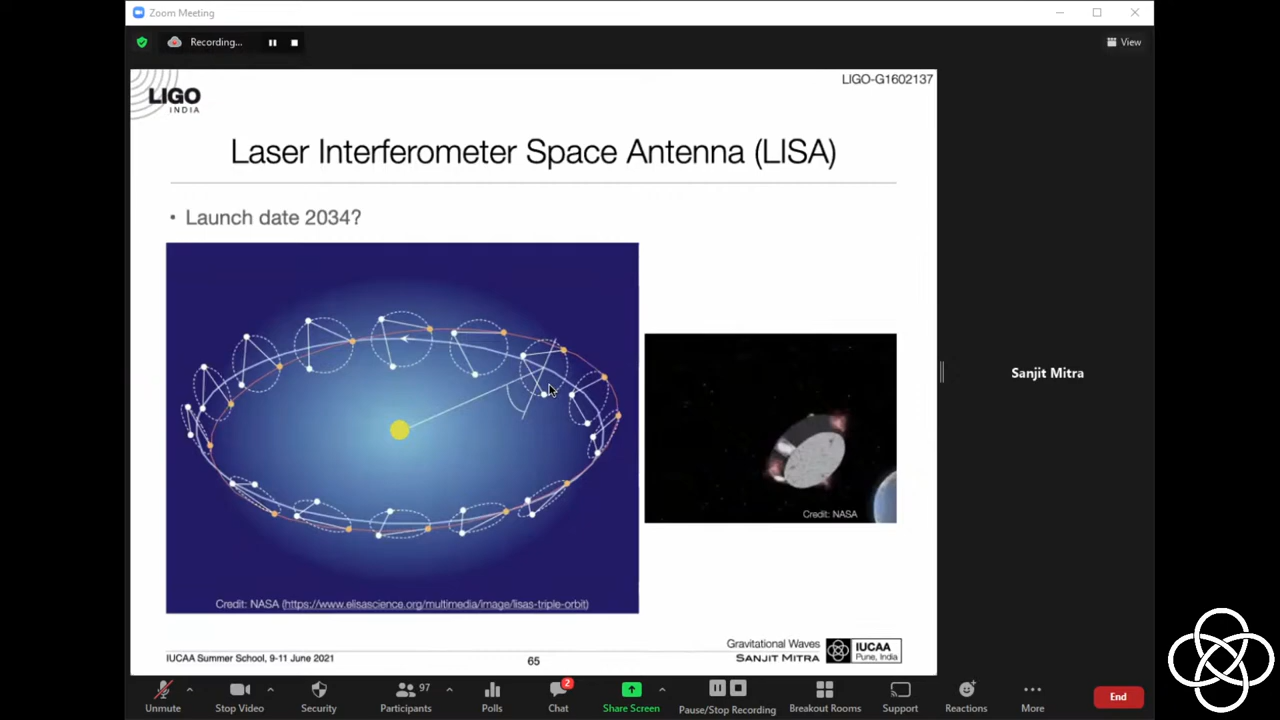 Zoom Meeting
Recording...
View
LIGO-G1602137
LIGO
INDIA
Laser Interferometer Space Antenna (LISA)
• Launch date 2034?
Sanjit Mitra
Credit: NASA
Credit: NASA (https://www.elisascience.org/multimedia/image/lisas-triple-orbit)
Gravitational Waves
IUCAA Summer School, 9-11 June 2021
65
SANJIT MITRA
IUCAA
Pune, India
97
2
Unmute
Stop Video
Security
Participants
Polls
Chat
Share Screen
Pause/Stop Recording
Breakout Rooms
Support
Reactions
More
End